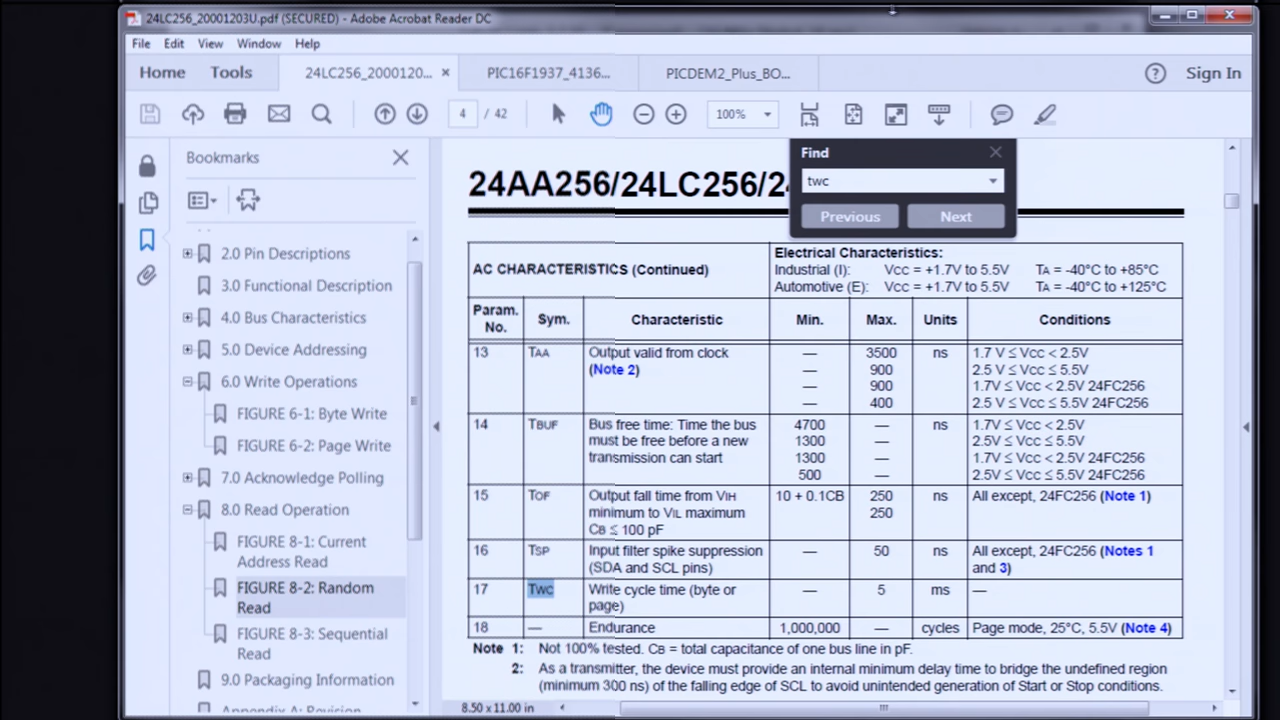 24LC256_20001203U.pdf (SECURED) - Adobe Acrobat Reader DC
File Edit View Window Help
Home Tools 24LC256_2000120... × PIC16F1937_4136... PICDEM2_Plus_BO... ? Sign In
4 / 42 100%
Bookmarks
2.0 Pin Descriptions
3.0 Functional Description
4.0 Bus Characteristics
5.0 Device Addressing
6.0 Write Operations
FIGURE 6-1: Byte Write
FIGURE 6-2: Page Write
7.0 Acknowledge Polling
8.0 Read Operation
FIGURE 8-1: Current
Address Read
FIGURE 8-2: Random
Read
FIGURE 8-3: Sequential
Read
9.0 Packaging Information
Appendix A: Revision
Find
twc
Previous Next
24AA256/24LC256/2
AC CHARACTERISTICS (Continued)
Electrical Characteristics:
Industrial (I): VCC = +1.7V to 5.5V TA = -40°C to +85°C
Automotive (E): VCC = +1.7V to 5.5V TA = -40°C to +125°C
Param. No. Sym. Characteristic Min. Max. Units Conditions
13 TAA Output valid from clock — 3500 ns 1.7 V ≤ VCC < 2.5V
(Note 2) — 900 2.5 V ≤ VCC ≤ 5.5V
— 900 1.7V ≤ VCC < 2.5V 24FC256
— 400 2.5 V ≤ VCC ≤ 5.5V 24FC256
14 TBUF Bus free time: Time the bus 4700 — ns 1.7V ≤ VCC < 2.5V
must be free before a new 1300 — 2.5V ≤ VCC ≤ 5.5V
transmission can start 1300 — 1.7V ≤ VCC < 2.5V 24FC256
500 — 2.5V ≤ VCC ≤ 5.5V 24FC256
15 TOF Output fall time from VIH 10 + 0.1CB 250 ns All except, 24FC256 (Note 1)
minimum to VIL maximum 250
CB ≤ 100 pF
16 TSP Input filter spike suppression — 50 ns All except, 24FC256 (Notes 1
(SDA and SCL pins) and 3)
17 TWC Write cycle time (byte or — 5 ms —
page)
18 — Endurance 1,000,000 — cycles Page mode, 25°C, 5.5V (Note 4)
Note 1: Not 100% tested. CB = total capacitance of one bus line in pF.
2: As a transmitter, the device must provide an internal minimum delay time to bridge the undefined region
(minimum 300 ns) of the falling edge of SCL to avoid unintended generation of Start or Stop conditions.
8.50 x 11.00 in